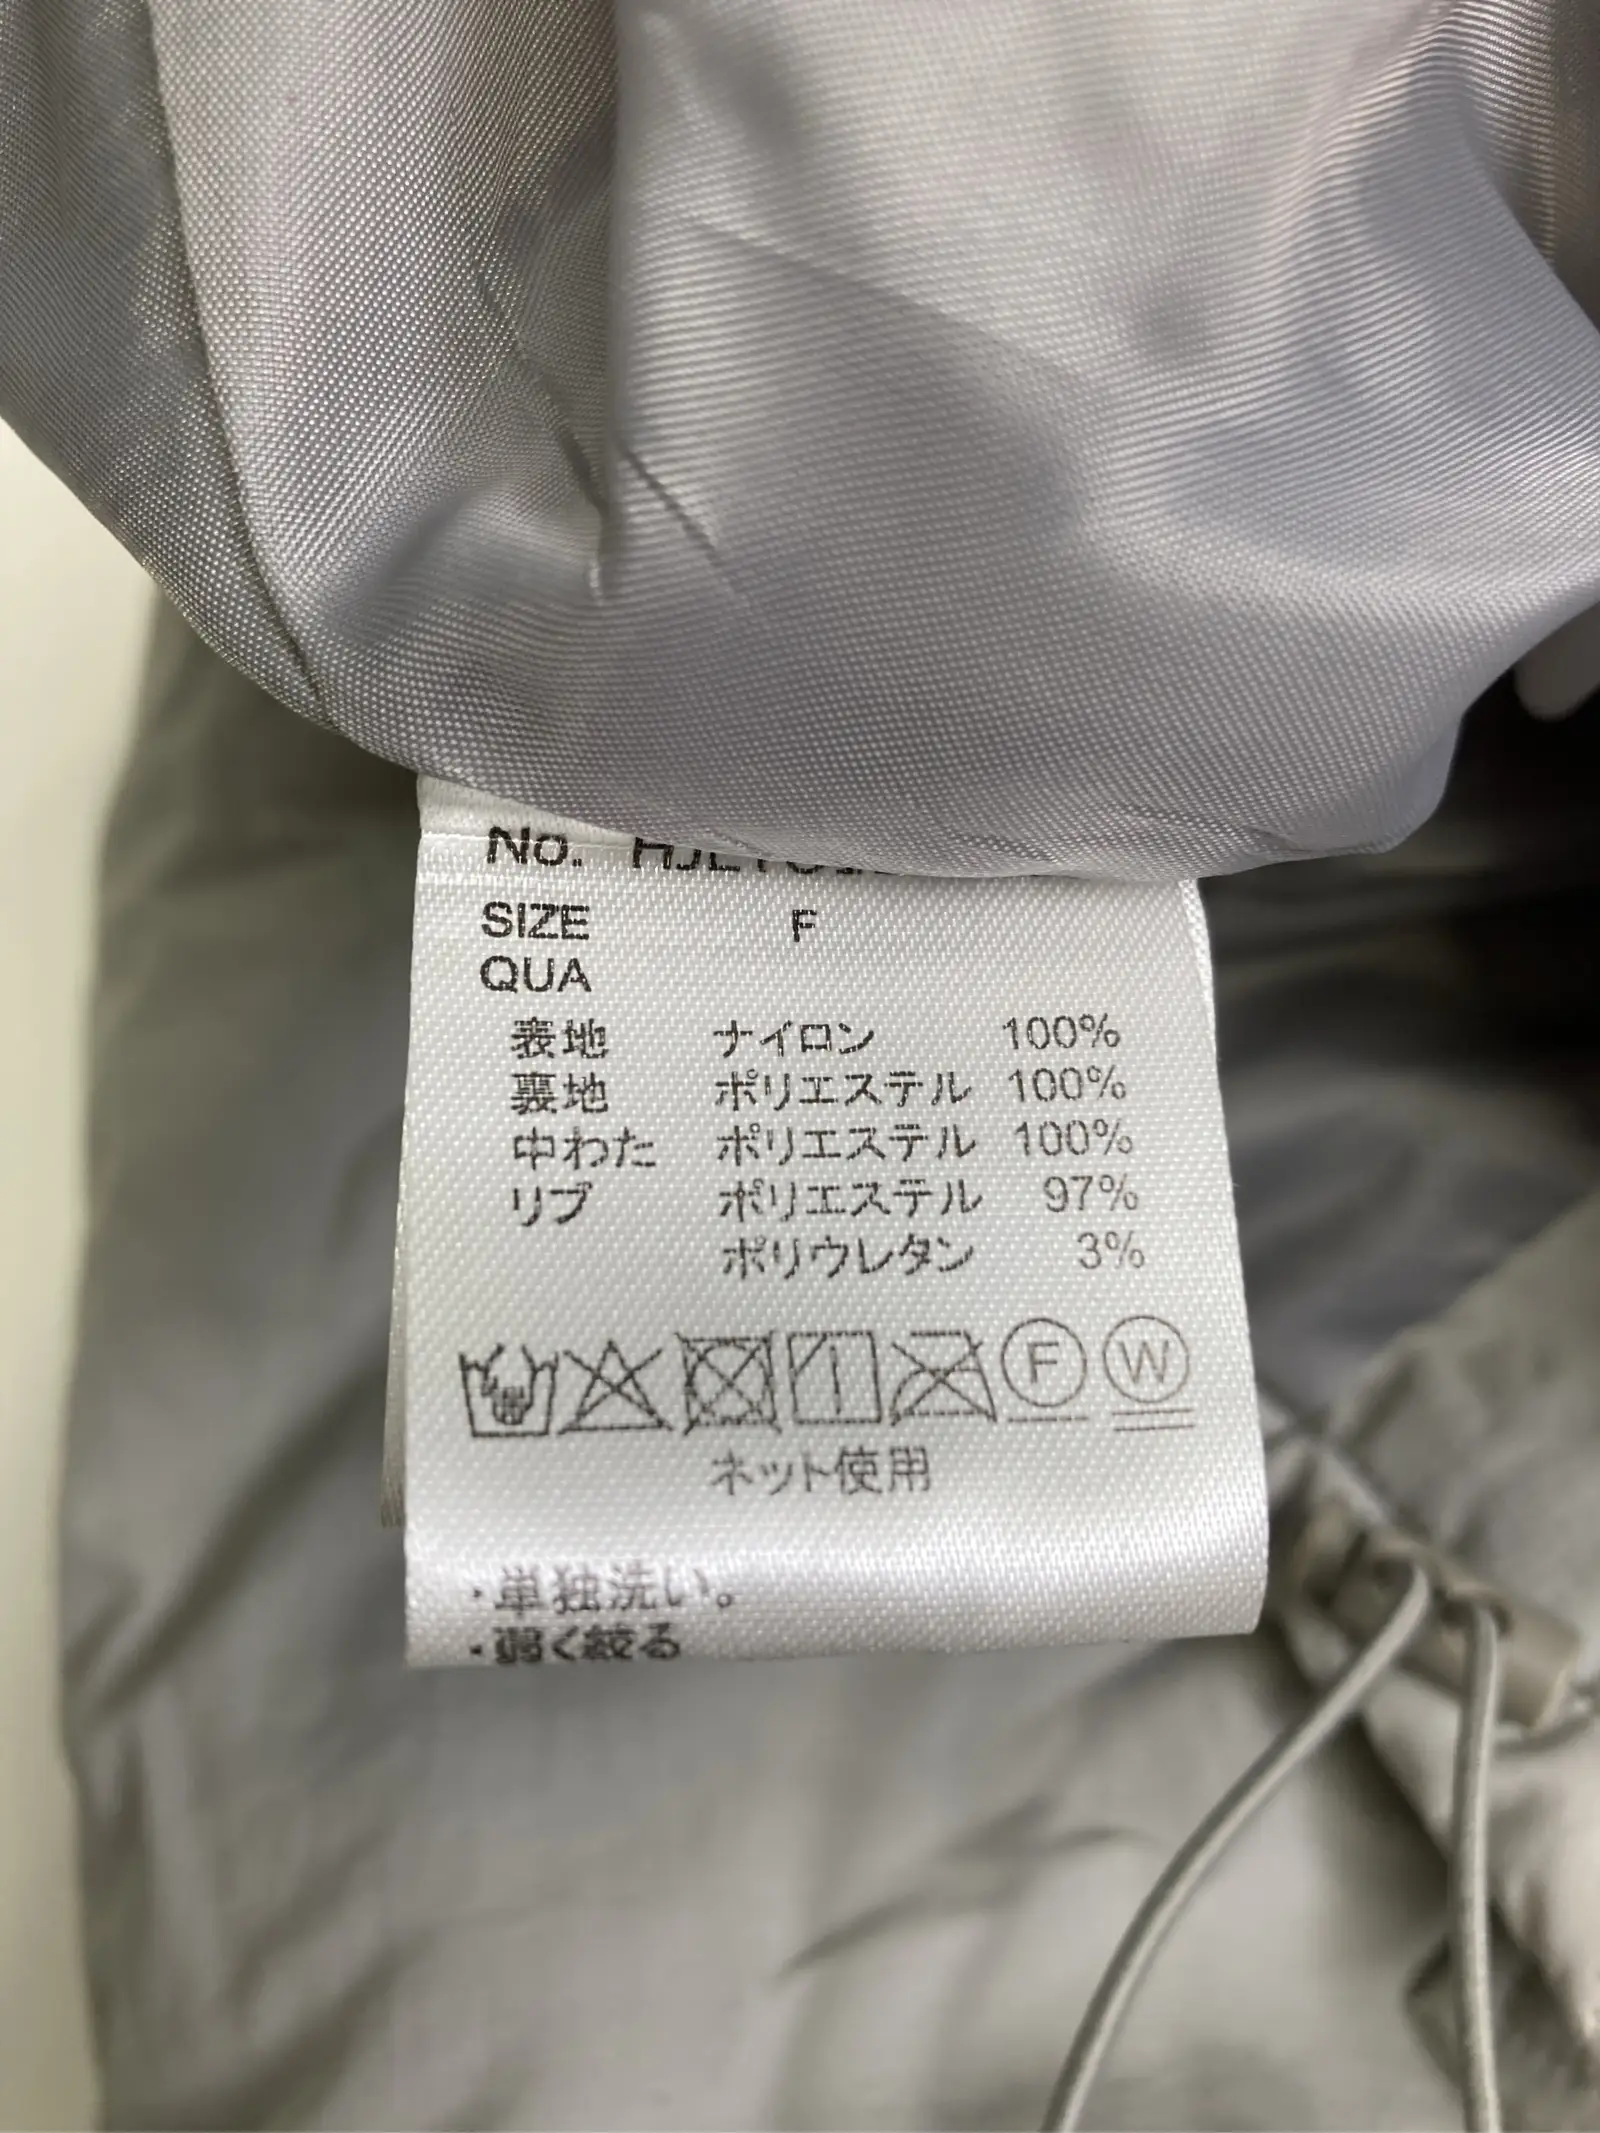 No.
SIZE F
QUA
表地 ナイロン 100%
裏地 ポリエステル 100%
中わた ポリエステル 100%
リブ ポリエステル 97%
ポリウレタン 3%
F W
ネット使用
・単独洗い。
・弱く絞る